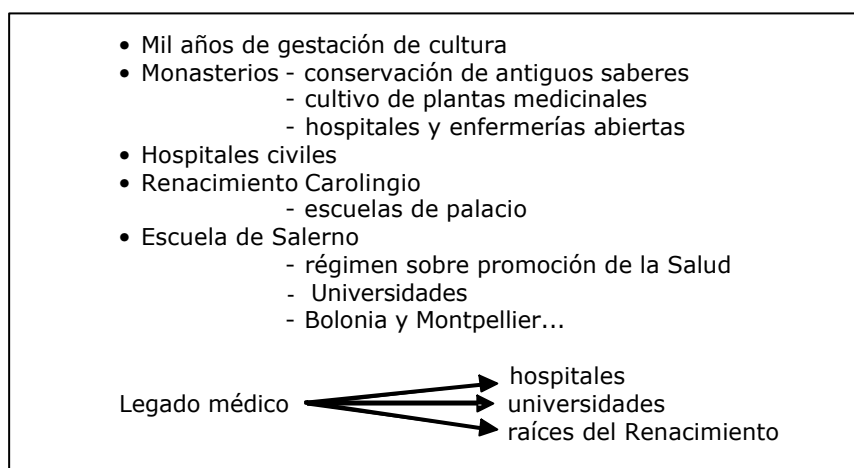 • Mil años de gestación de cultura
• Monasterios - conservación de antiguos saberes
- cultivo de plantas medicinales
- hospitales y enfermerías abiertas
• Hospitales civiles
• Renacimiento Carolingio
- escuelas de palacio
• Escuela de Salerno
- régimen sobre promoción de la Salud
- Universidades
- Bolonia y Montpellier...
hospitales
Legado médico universidades
raíces del Renacimiento